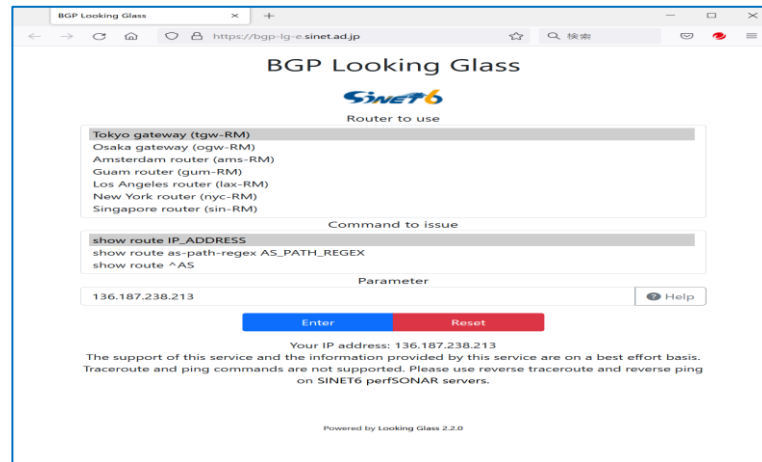 BGP Looking Glass
https://bgp-lg-e.sinet.ad.jp
検索
BGP Looking Glass
SiNET6
Router to use
Tokyo gateway (tgw-RM)
Osaka gateway (ogw-RM)
Amsterdam router (ams-RM)
Guam router (gum-RM)
Los Angeles router (lax-RM)
New York router (nyc-RM)
Singapore router (sin-RM)
Command to issue
show route IP_ADDRESS
show route as-path-regex AS_PATH_REGEX
show route ^AS
Parameter
136.187.238.213
Help
Enter
Reset
Your IP address: 136.187.238.213
The support of this service and the information provided by this service are on a best effort basis.
Traceroute and ping commands are not supported. Please use reverse traceroute and reverse ping
on SINET6 perfSONAR servers.
Powered by Looking Glass 2.2.0